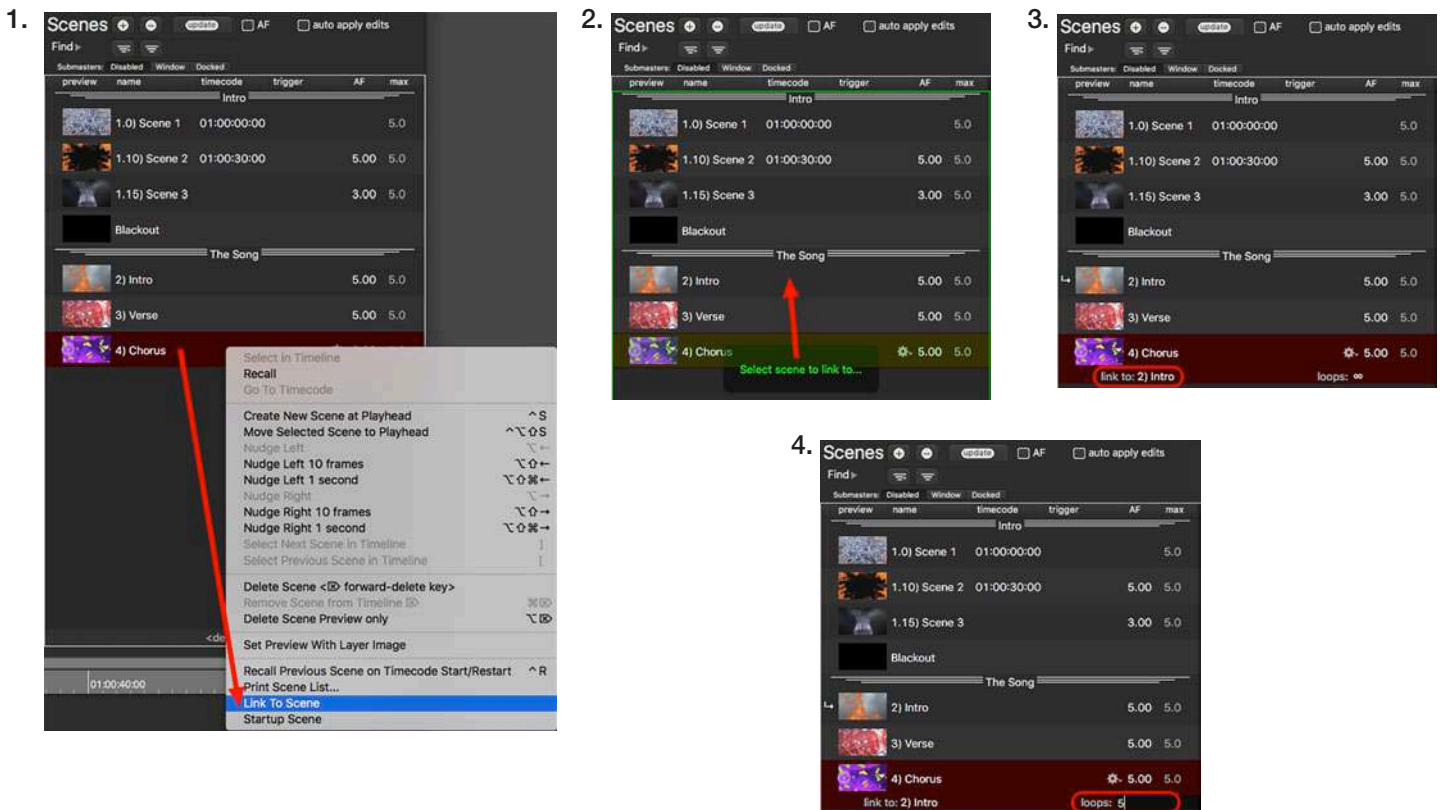 1.
Scenes update AF auto apply edits
Find
Submasters: Disabled Window Docked
preview name timecode trigger AF max
Intro
1.0) Scene 1 01:00:00:00 5.0
1.10) Scene 2 01:00:30:00 5.00 5.0
1.15) Scene 3 3.00 5.0
Blackout
The Song
2) Intro 5.00 5.0
3) Verse 5.00 5.0
4) Chorus
Select in Timeline
Recall
Go To Timecode
Create New Scene at Playhead ^S
Move Selected Scene to Playhead ^⌥⇧S
Nudge Left ⌥←
Nudge Left 10 frames ⌥⇧←
Nudge Left 1 second ⌥⇧⌘←
Nudge Right ⌥→
Nudge Right 10 frames ⌥⇧→
Nudge Right 1 second ⌥⇧⌘→
Select Next Scene in Timeline ]
Select Previous Scene in Timeline [
Delete Scene <⌦ forward-delete key>
Remove Scene from Timeline ⌦ ⌘⌦
Delete Scene Preview only ⌥⌦
Set Preview With Layer Image
<de
Recall Previous Scene on Timecode Start/Restart ^R
01:00:40:00
Print Scene List...
Link To Scene
Startup Scene
2.
Scenes update AF auto apply edits
Find
Submasters: Disabled Window Docked
preview name timecode trigger AF max
Intro
1.0) Scene 1 01:00:00:00 5.0
1.10) Scene 2 01:00:30:00 5.00 5.0
1.15) Scene 3 3.00 5.0
Blackout
The Song
2) Intro 5.00 5.0
3) Verse 5.00 5.0
4) Chorus 5.00 5.0
Select scene to link to...
3.
Scenes update AF auto apply edits
Find
Submasters: Disabled Window Docked
preview name timecode trigger AF max
Intro
1.0) Scene 1 01:00:00:00 5.0
1.10) Scene 2 01:00:30:00 5.00 5.0
1.15) Scene 3 3.00 5.0
Blackout
The Song
2) Intro 5.00 5.0
3) Verse 5.00 5.0
4) Chorus 5.00 5.0
link to: 2) Intro loops: ∞
4.
Scenes update AF auto apply edits
Find
Submasters: Disabled Window Docked
preview name timecode trigger AF max
Intro
1.0) Scene 1 01:00:00:00 5.0
1.10) Scene 2 01:00:30:00 5.00 5.0
1.15) Scene 3 3.00 5.0
Blackout
The Song
2) Intro 5.00 5.0
3) Verse 5.00 5.0
4) Chorus 5.00 5.0
link to: 2) Intro loops: 5